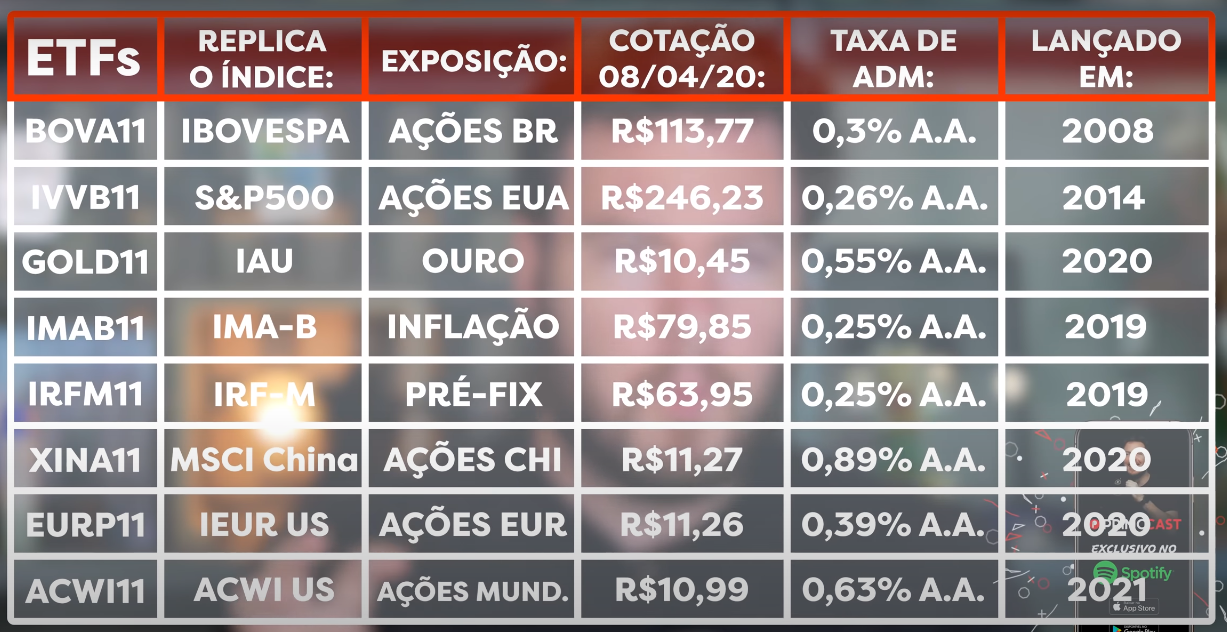 ETFs REPLICA O ÍNDICE: EXPOSIÇÃO: COTAÇÃO 08/04/20: TAXA DE ADM: LANÇADO EM:
BOVA11 IBOVESPA AÇÕES BR R$113,77 0,3% A.A. 2008
IVVB11 S&P500 AÇÕES EUA R$246,23 0,26% A.A. 2014
GOLD11 IAU OURO R$10,45 0,55% A.A. 2020
IMAB11 IMA-B INFLAÇÃO R$79,85 0,25% A.A. 2019
IRFM11 IRF-M PRÉ-FIX R$63,95 0,25% A.A. 2019
XINA11 MSCI China AÇÕES CHI R$11,27 0,89% A.A. 2020
EURP11 IEUR US AÇÕES EUR R$11,26 0,39% A.A. 2020
EXCLUSIVO NO
Spotify
ACWI11 ACWI US AÇÕES MUND. R$10,99 0,63% A.A. 2021
App Store
Google Play